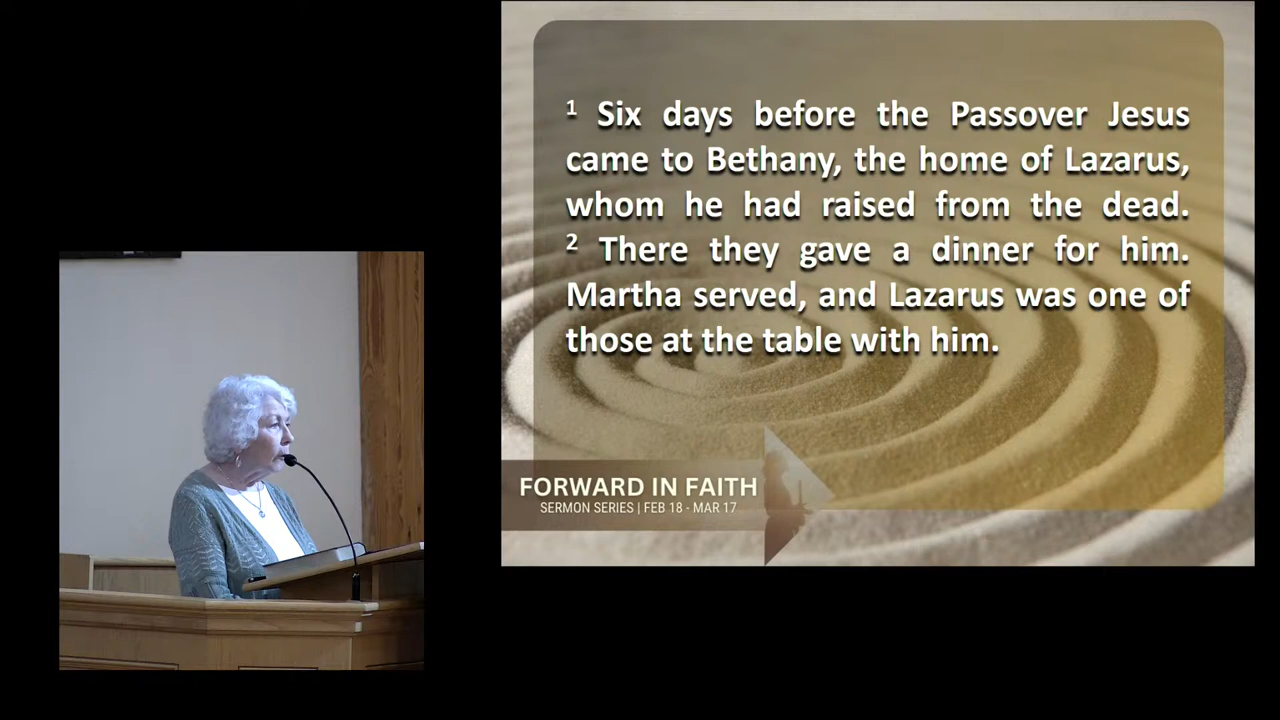 1 Six days before the Passover Jesus
came to Bethany, the home of Lazarus,
whom he had raised from the dead.
2 There they gave a dinner for him.
Martha served, and Lazarus was one of
those at the table with him.
FORWARD IN FAITH
SERMON SERIES | FEB 18 - MAR 17